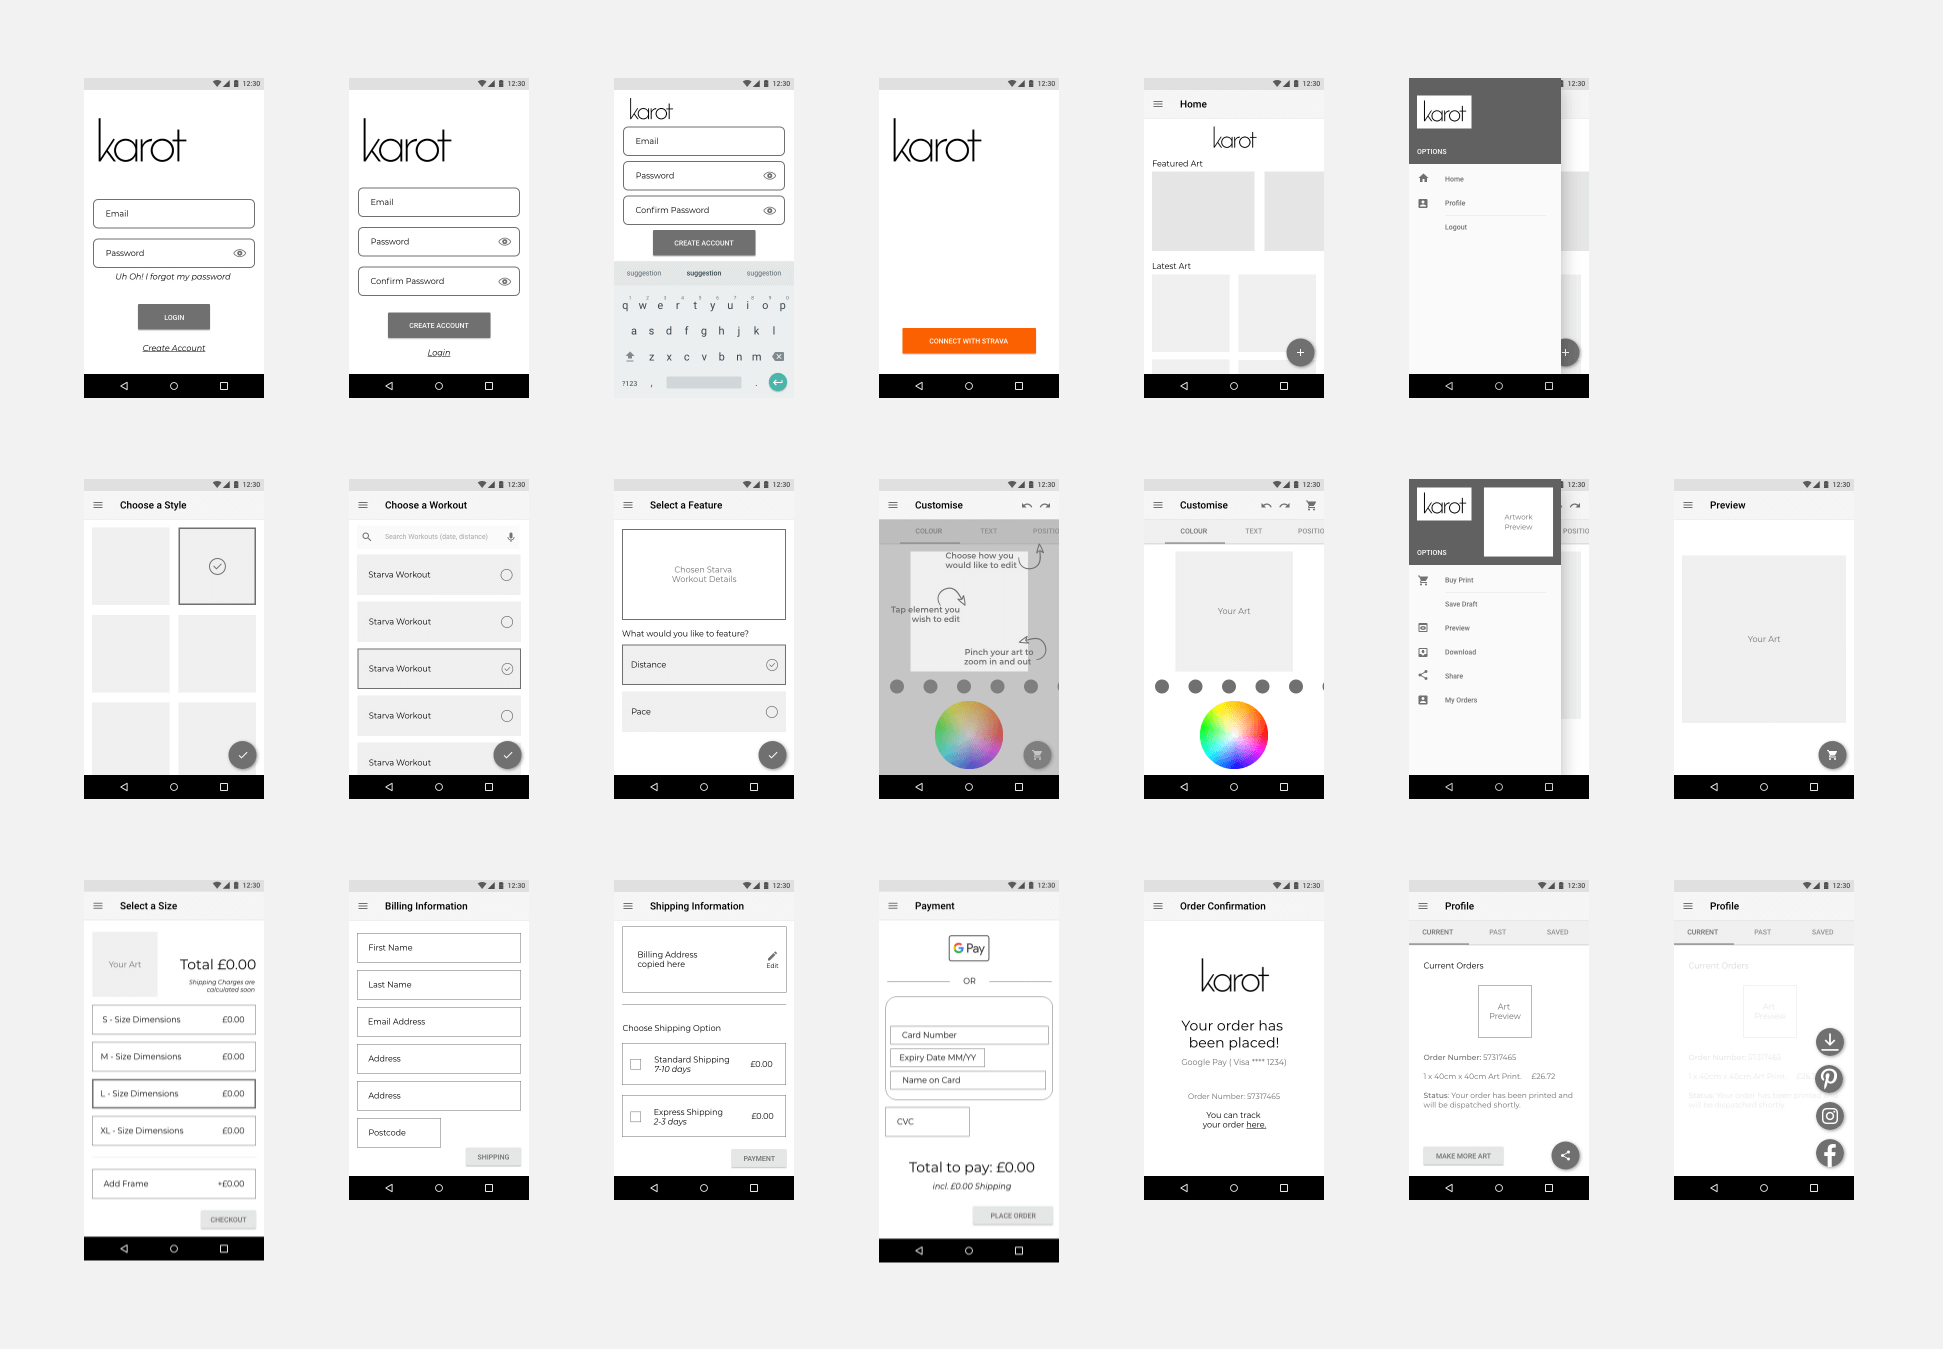 12:30
karot
Email
Password
Uh Oh! I forgot my password
LOGIN
Create Account
12:30
karot
Email
Password
Confirm Password
CREATE ACCOUNT
Login
12:30
karot
Email
Password
Confirm Password
CREATE ACCOUNT
suggestion suggestion suggestion
1 2 3 4 5 6 7 8 9 0
q w e r t y u i o p
a s d f g h j k l
z x c v b n m
?123 , .
12:30
karot
CONNECT WITH STRAVA
12:30
Home
karot
Featured Art
Latest Art
+
12:30
karot
OPTIONS
Home
Profile
Logout
+
12:30
Choose a Style
12:30
Choose a Workout
Search Workouts (date, distance)
Starva Workout
Starva Workout
Starva Workout
Starva Workout
Starva Workout
12:30
Select a Feature
Chosen Starva
Workout Details
What would you like to feature?
Distance
Pace
12:30
Customise
COLOUR TEXT POSITIO
Choose how you
would like to edit
Tap element you
wish to edit
Pinch your art to
zoom in and out
12:30
Customise
COLOUR TEXT POSITIO
Your Art
12:30
karot
Artwork
Preview
OPTIONS
POSITIO
Buy Print
Save Draft
Preview
Download
Share
My Orders
12:30
Preview
Your Art
12:30
Select a Size
Your Art
Total £0.00
Shipping Charges are
calculated soon
S - Size Dimensions £0.00
M - Size Dimensions £0.00
L - Size Dimensions £0.00
XL - Size Dimensions £0.00
Add Frame +£0.00
CHECKOUT
12:30
Billing Information
First Name
Last Name
Email Address
Address
Address
Postcode
SHIPPING
12:30
Shipping Information
Billing Address
copied here
Edit
Choose Shipping Option
Standard Shipping
7-10 days
£0.00
Express Shipping
2-3 days
£0.00
PAYMENT
12:30
Payment
G Pay
OR
Card Number
Expiry Date MM/YY
Name on Card
CVC
Total to pay: £0.00
incl. £0.00 Shipping
PLACE ORDER
12:30
Order Confirmation
karot
Your order has
been placed!
Google Pay ( Visa **** 1234)
Order Number: 57317465
You can track
your order here.
12:30
Profile
CURRENT PAST SAVED
Current Orders
Art
Preview
Order Number: 57317465
1 x 40cm x 40cm Art Print. £26.72
Status: Your order has been printed and
will be dispatched shortly.
MAKE MORE ART
12:30
Profile
CURRENT PAST SAVED
Current Orders
Art
Preview
Order Number: 57317465
1 x 40cm x 40cm Art Print.
Status: Your order has been printed and
will be dispatched shortly.